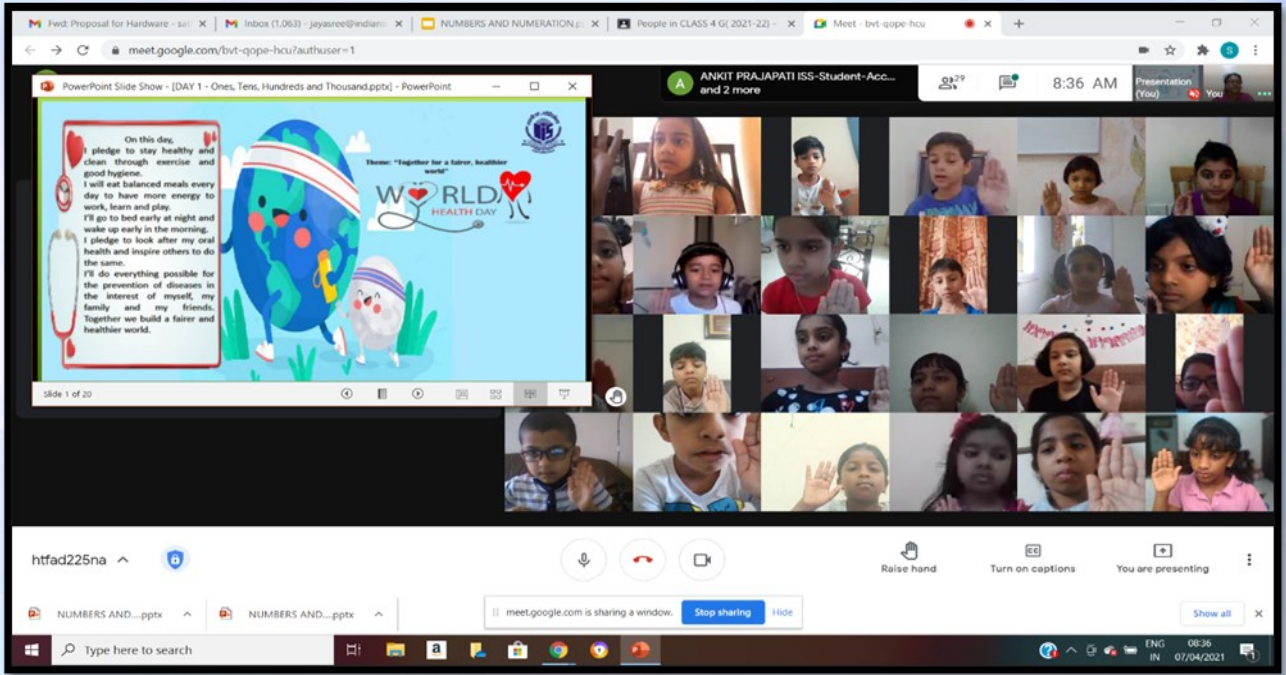 Fwd: Proposal for Hardware - sat
Inbox (1,063) - jayasree@indians
NUMBERS AND NUMERATION.p
People in CLASS 4 G( 2021-22) -
Meet - bvt-qope-hcu
meet.google.com/bvt-qope-hcu?authuser=1
S
PowerPoint Slide Show - [DAY 1 - Ones, Tens, Hundreds and Thousand.pptx] - PowerPoint
A
ANKIT PRAJAPATI ISS-Student-Acc...
and 2 more
29
8:36 AM
Presentation
(You)
You
On this day,
I pledge to stay healthy and
clean through exercise and
good hygiene.
I will eat balanced meals every
day to have more energy to
work, learn and play.
I'll go to bed early at night and
wake up early in the morning.
I pledge to look after my oral
health and inspire others to do
the same.
I'll do everything possible for
the prevention of diseases in
the interest of myself, my
family and my friends.
Together we build a fairer and
healthier world.
Theme: "Together for a fairer, healthier
world"
W RLD
HEALTH DAY
Slide 1 of 20
htfad225na
Raise hand
CC
Turn on captions
You are presenting
NUMBERS AND....pptx
NUMBERS AND....pptx
meet.google.com is sharing a window.
Stop sharing
Hide
Show all
Type here to search
a
ENG
IN
08:36
07/04/2021
1